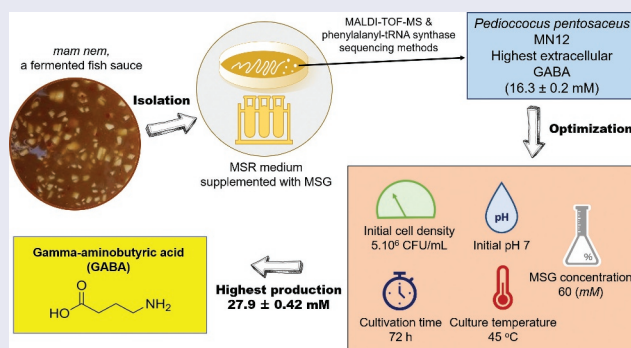 mam nem,
a fermented fish sauce
Isolation
MSR medium
supplemented with MSG
MALDI-TOF-MS &
phenylalanyl-tRNA synthase
sequencing methods
Pedioccocus pentosaceus
MN12
Highest extracellular
GABA
(16.3 ± 0.2 mM)
Optimization
Initial cell density
5.10⁶ CFU/mL
pH
Initial pH 7
%
MSG concentration
60 (mM)
Cultivation time
72 h
Culture temperature
45 °C
Highest production
27.9 ± 0.42 mM
Gamma-aminobutyric acid
(GABA)
O
HO
NH₂